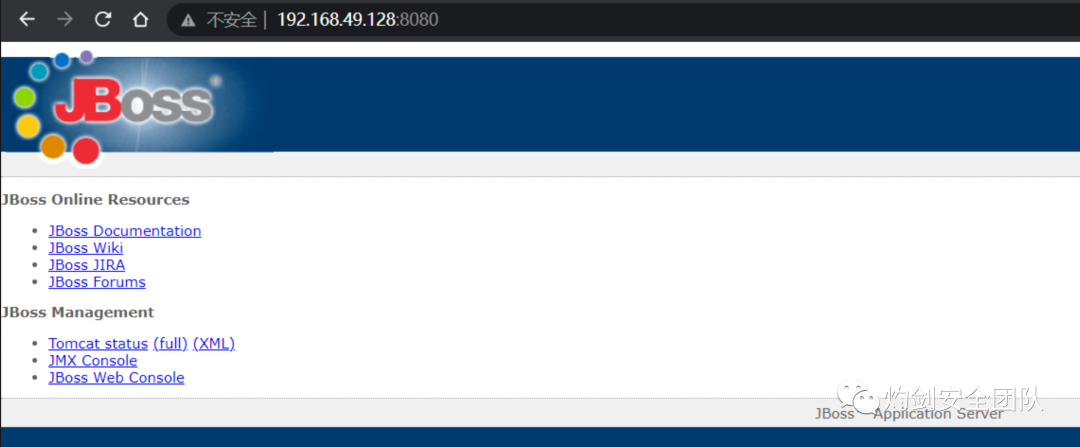 不安全 | 192.168.49.128:8080
JBoss
JBoss Online Resources
JBoss Documentation
JBoss Wiki
JBoss JIRA
JBoss Forums
JBoss Management
Tomcat status (full) (XML)
JMX Console
JBoss Web Console
灼剑安全团队
JBoss Application Server